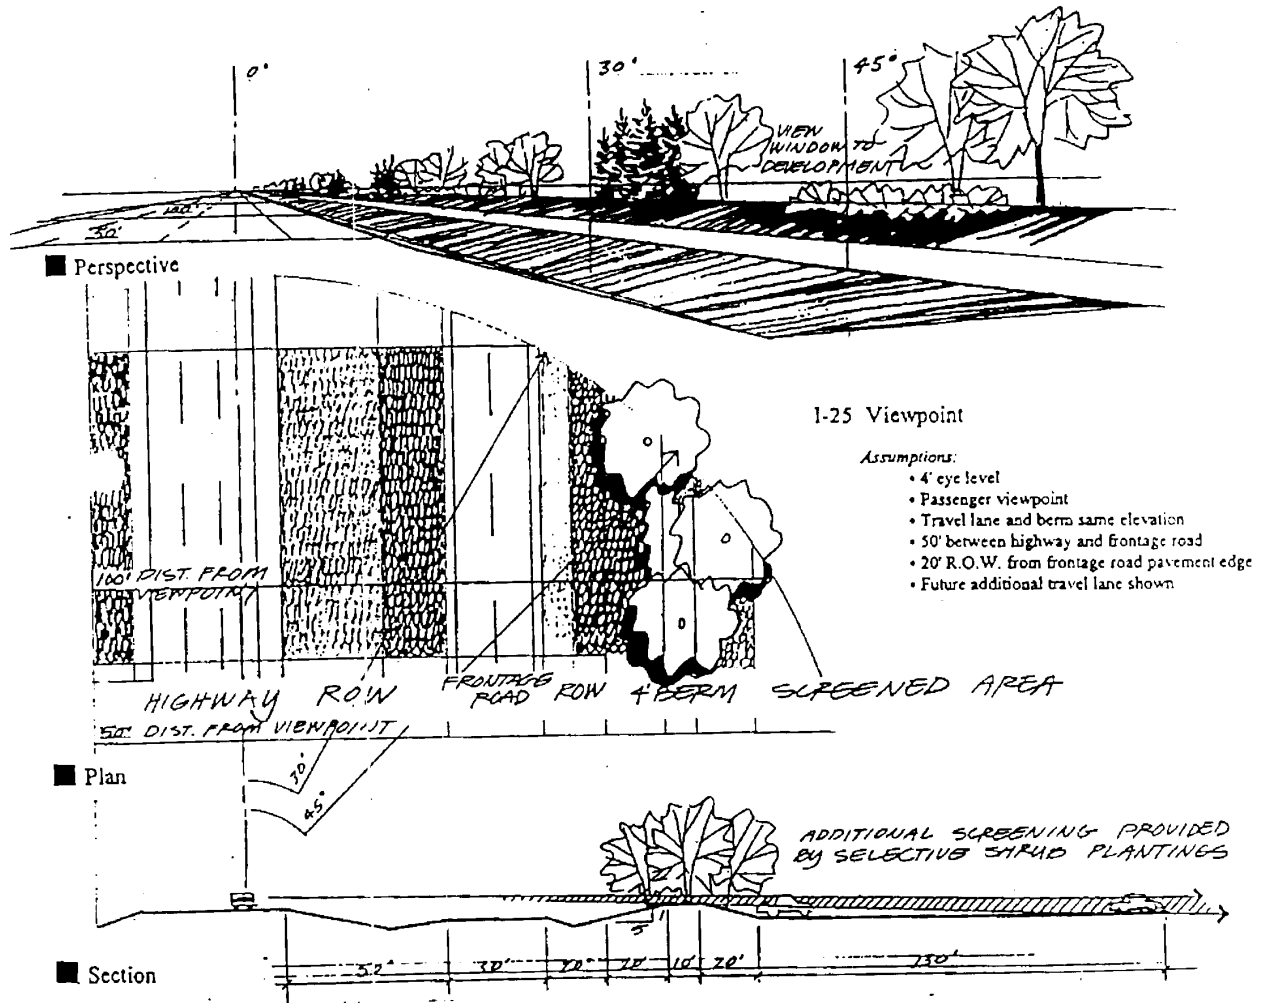 0°
30°
45°
VIEW
WINDOW TO
DEVELOPMENT
100'
50'
Perspective
I-25 Viewpoint
Assumptions:
• 4' eye level
• Passenger viewpoint
• Travel lane and berm same elevation
• 50' between highway and frontage road
• 20' R.O.W. from frontage road pavement edge
• Future additional travel lane shown
100' DIST. FROM
VIEWPOINT
HIGHWAY ROW FRONTAGE ROAD ROW 4' BERM SCREENED AREA
50' DIST. FROM VIEWPOINT
30°
45°
Plan
ADDITIONAL SCREENING PROVIDED
BY SELECTIVE SHRUB PLANTINGS
5 1
30' 20' 20' 10' 20' 130'
Section